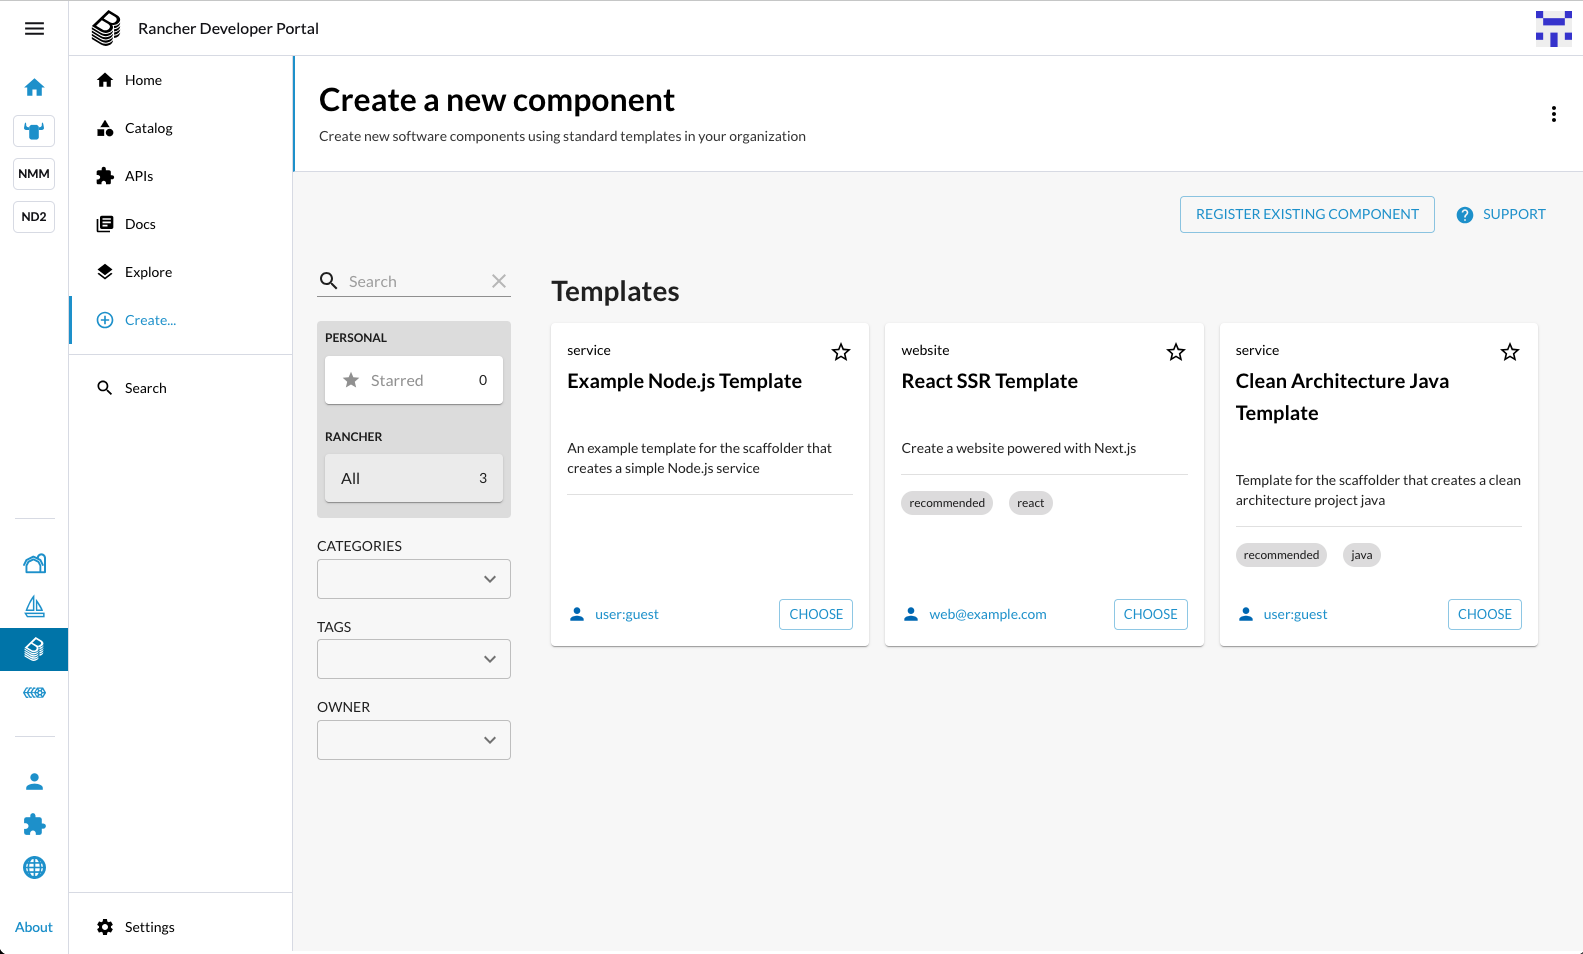 Rancher Developer Portal
NMM
ND2
About
Home
Catalog
APIs
Docs
Explore
Create...
Search
Settings
Create a new component
Create new software components using standard templates in your organization
REGISTER EXISTING COMPONENT
SUPPORT
Search
PERSONAL
Starred 0
RANCHER
All 3
CATEGORIES
TAGS
OWNER
Templates
service
Example Node.js Template
An example template for the scaffolder that
creates a simple Node.js service
user:guest
CHOOSE
website
React SSR Template
Create a website powered with Next.js
recommended react
web@example.com
CHOOSE
service
Clean Architecture Java
Template
Template for the scaffolder that creates a clean
architecture project java
recommended java
user:guest
CHOOSE